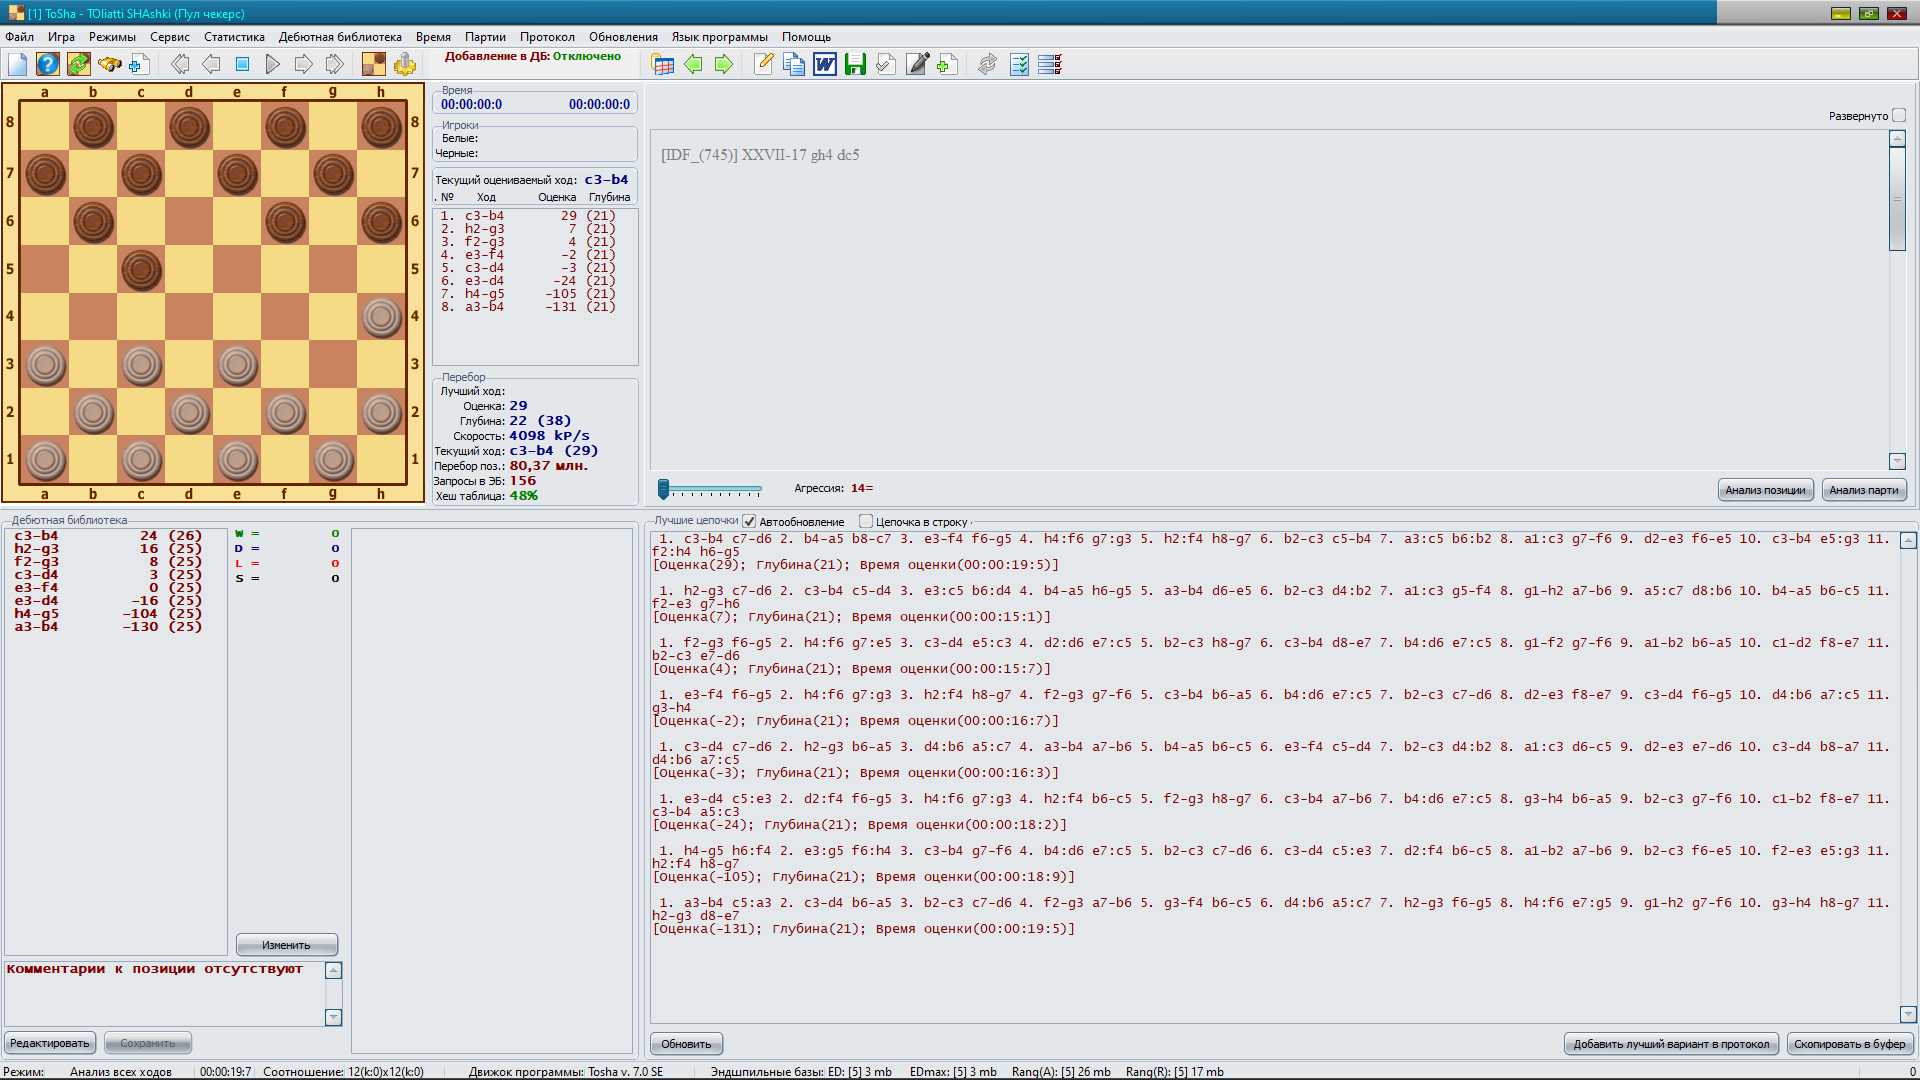 [1] ToSha - TOliatti SHAshki (Пул чекерс)
Файл Игра Режимы Сервис Статистика Дебютная библиотека Время Партии Протокол Обновления Язык программы Помощь
Добавление в ДБ: Отключено
a b c d e f g h
8 8
7 7
6 6
5 5
4 4
3 3
2 2
1 1
a b c d e f g h
Время
00:00:00:0 00:00:00:0
Игроки
Белые:
Черные:
Текущий оцениваемый ход: c3-b4
. № Ход Оценка Глубина
1. c3-b4 29 (21)
2. h2-g3 7 (21)
3. f2-g3 4 (21)
4. e3-f4 -2 (21)
5. c3-d4 -3 (21)
6. e3-d4 -24 (21)
7. h4-g5 -105 (21)
8. a3-b4 -131 (21)
Перебор
Лучший ход:
Оценка: 29
Глубина: 22 (38)
Скорость: 4098 kP/s
Текущий ход: c3-b4 (29)
Перебор поз.: 80,37 млн.
Запросы в ЭБ: 156
Хеш таблица: 48%
Развернуто
[IDF_(745)] XXVII-17 gh4 dc5
Агрессия: 14=
Анализ позиции Анализ парти
Дебютная библиотека
c3-b4 24 (26)
h2-g3 16 (25)
f2-g3 8 (25)
c3-d4 3 (25)
e3-f4 0 (25)
e3-d4 -16 (25)
h4-g5 -104 (25)
a3-b4 -130 (25)
W = 0
D = 0
L = 0
S = 0
Изменить
Комментарии к позиции отсутствуют
Редактировать Сохранить
Лучшие цепочки Автообновление Цепочка в строку
1. c3-b4 c7-d6 2. b4-a5 b8-c7 3. e3-f4 f6-g5 4. h4:f6 g7:g3 5. h2:f4 h8-g7 6. b2-c3 c5-b4 7. a3:c5 b6:b2 8. a1:c3 g7-f6 9. d2-e3 f6-e5 10. c3-b4 e5:g3 11.
f2:h4 h6-g5
[Оценка(29); Глубина(21); Время оценки(00:00:19:5)]
1. h2-g3 c7-d6 2. c3-b4 c5-d4 3. e3:c5 b6:d4 4. b4-a5 h6-g5 5. a3-b4 d6-e5 6. b2-c3 d4:b2 7. a1:c3 g5-f4 8. g1-h2 a7-b6 9. a5:c7 d8:b6 10. b4-a5 b6-c5 11.
f2-e3 g7-h6
[Оценка(7); Глубина(21); Время оценки(00:00:15:1)]
1. f2-g3 f6-g5 2. h4:f6 g7:e5 3. c3-d4 e5:c3 4. d2:d6 e7:c5 5. b2-c3 h8-g7 6. c3-b4 d8-e7 7. b4:d6 e7:c5 8. g1-f2 g7-f6 9. a1-b2 b6-a5 10. c1-d2 f8-e7 11.
b2-c3 e7-d6
[Оценка(4); Глубина(21); Время оценки(00:00:15:7)]
1. e3-f4 f6-g5 2. h4:f6 g7:g3 3. h2:f4 h8-g7 4. f2-g3 g7-f6 5. c3-b4 b6-a5 6. b4:d6 e7:c5 7. b2-c3 c7-d6 8. d2-e3 f8-e7 9. c3-d4 f6-g5 10. d4:b6 a7:c5 11.
g3-h4
[Оценка(-2); Глубина(21); Время оценки(00:00:16:7)]
1. c3-d4 c7-d6 2. h2-g3 b6-a5 3. d4:b6 a5:c7 4. a3-b4 a7-b6 5. b4-a5 b6-c5 6. e3-f4 c5-d4 7. b2-c3 d4:b2 8. a1:c3 d6-c5 9. d2-e3 e7-d6 10. c3-d4 b8-a7 11.
d4:b6 a7:c5
[Оценка(-3); Глубина(21); Время оценки(00:00:16:3)]
1. e3-d4 c5:e3 2. d2:f4 f6-g5 3. h4:f6 g7:g3 4. h2:f4 b6-c5 5. f2-g3 h8-g7 6. c3-b4 a7-b6 7. b4:d6 e7:c5 8. g3-h4 b6-a5 9. b2-c3 g7-f6 10. c1-b2 f8-e7 11.
c3-b4 a5:c3
[Оценка(-24); Глубина(21); Время оценки(00:00:18:2)]
1. h4-g5 h6:f4 2. e3:g5 f6:h4 3. c3-b4 g7-f6 4. b4:d6 e7:c5 5. b2-c3 c7-d6 6. c3-d4 c5:e3 7. d2:f4 b6-c5 8. a1-b2 a7-b6 9. b2-c3 f6-e5 10. f2-e3 e5:g3 11.
h2:f4 h8-g7
[Оценка(-105); Глубина(21); Время оценки(00:00:18:9)]
1. a3-b4 c5:a3 2. c3-d4 b6-a5 3. b2-c3 c7-d6 4. f2-g3 a7-b6 5. g3-f4 b6-c5 6. d4:b6 a5:c7 7. h2-g3 f6-g5 8. h4:f6 e7:g5 9. g1-h2 g7-f6 10. g3-h4 h8-g7 11.
h2-g3 d8-e7
[Оценка(-131); Глубина(21); Время оценки(00:00:19:5)]
Обновить Добавить лучший вариант в протокол Скопировать в буфер
Режим: Анализ всех ходов 00:00:19:7 Соотношение: 12(k:0)x12(k:0) Движок программы: Tosha v. 7.0 SE Эндшпильные базы: ED: [5] 3 mb EDmax: [5] 3 mb Rang(A): [5] 26 mb Rang(R): [5] 17 mb 0